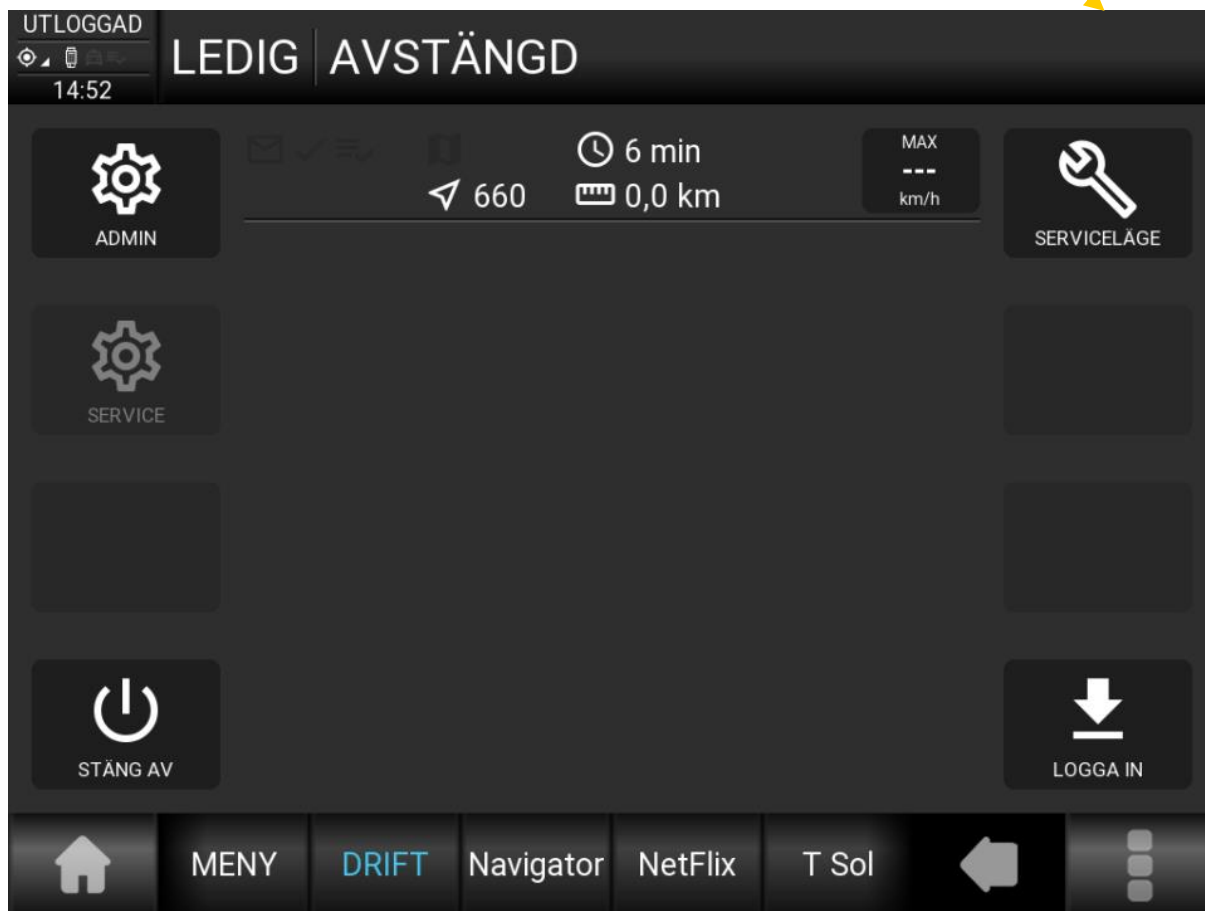 UTLOGGAD
14:52
LEDIG AVSTÄNGD
ADMIN
6 min
660
0,0 km
MAX
---
km/h
SERVICELÄGE
SERVICE
STÄNG AV
LOGGA IN
MENY DRIFT Navigator NetFlix T Sol